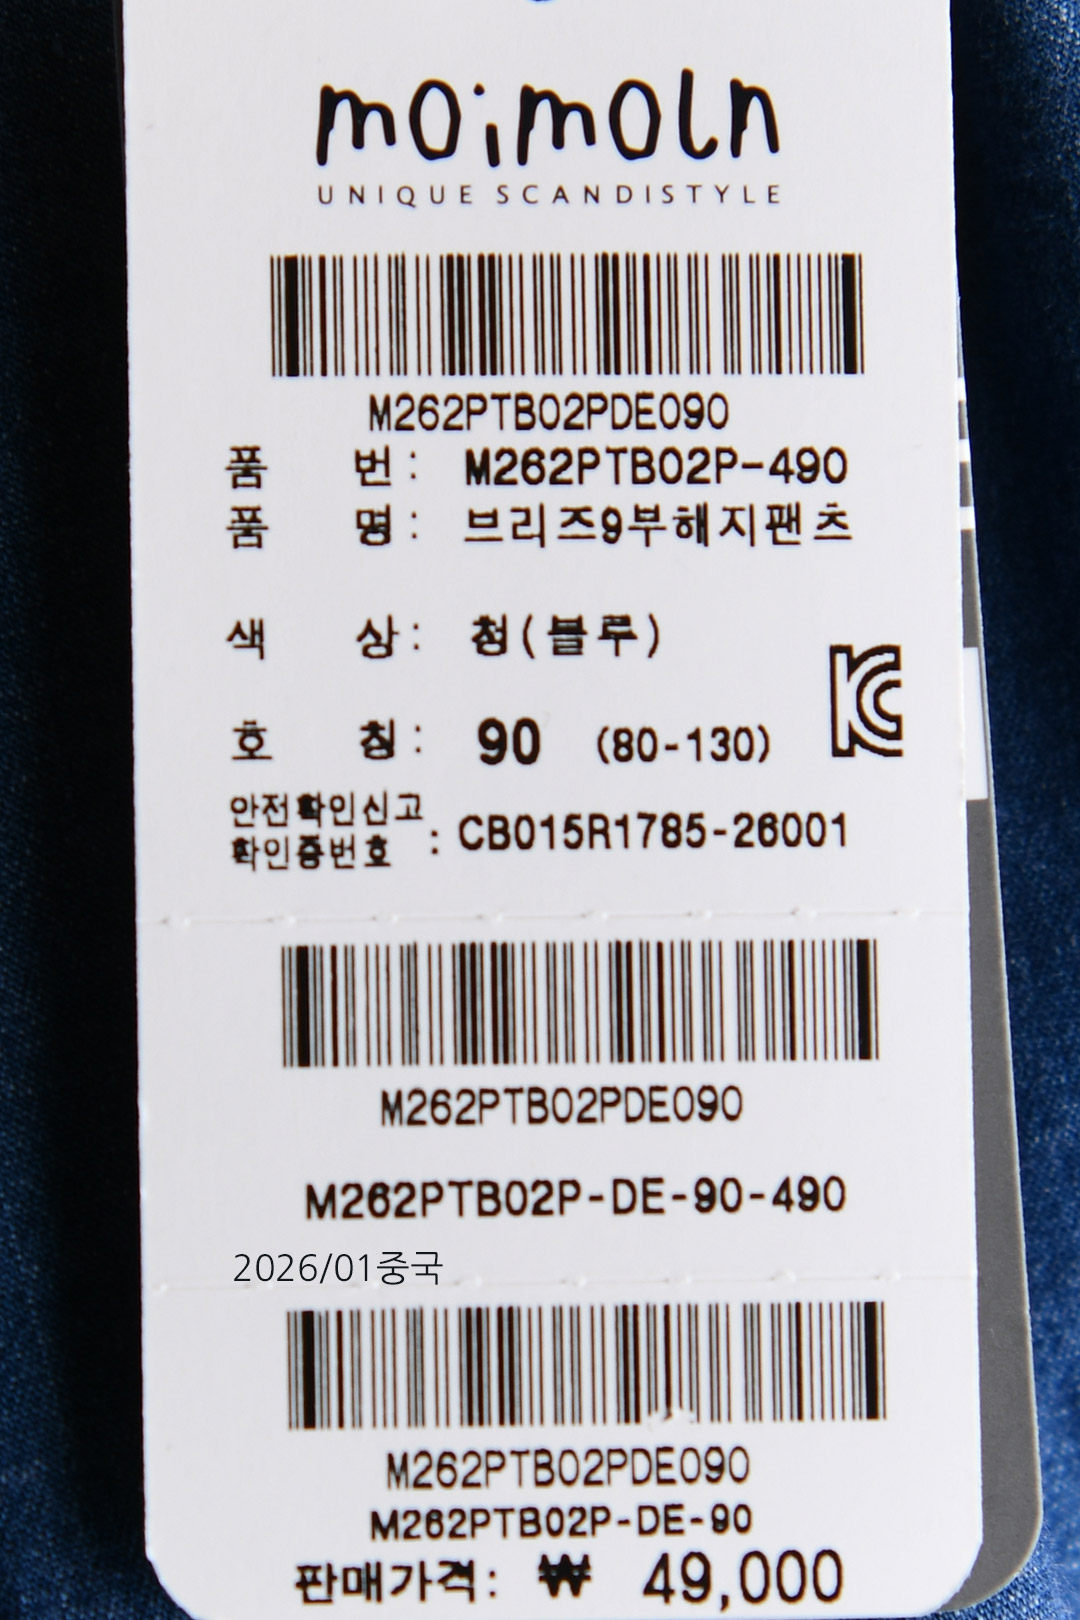 moimoln
UNIQUE SCANDISTYLE
M262PTB02PDE090
품 번 : M262PTB02P-490
품 명 : 브리즈9부해지팬츠
색 상 : 청(블루)
호 칭 : 90 (80-130)
안전확인신고
확인증번호 : CB015R1785-26001
M262PTB02PDE090
M262PTB02P-DE-90-490
2026/01중국
M262PTB02PDE090
M262PTB02P-DE-90
판매가격: ₩ 49,000